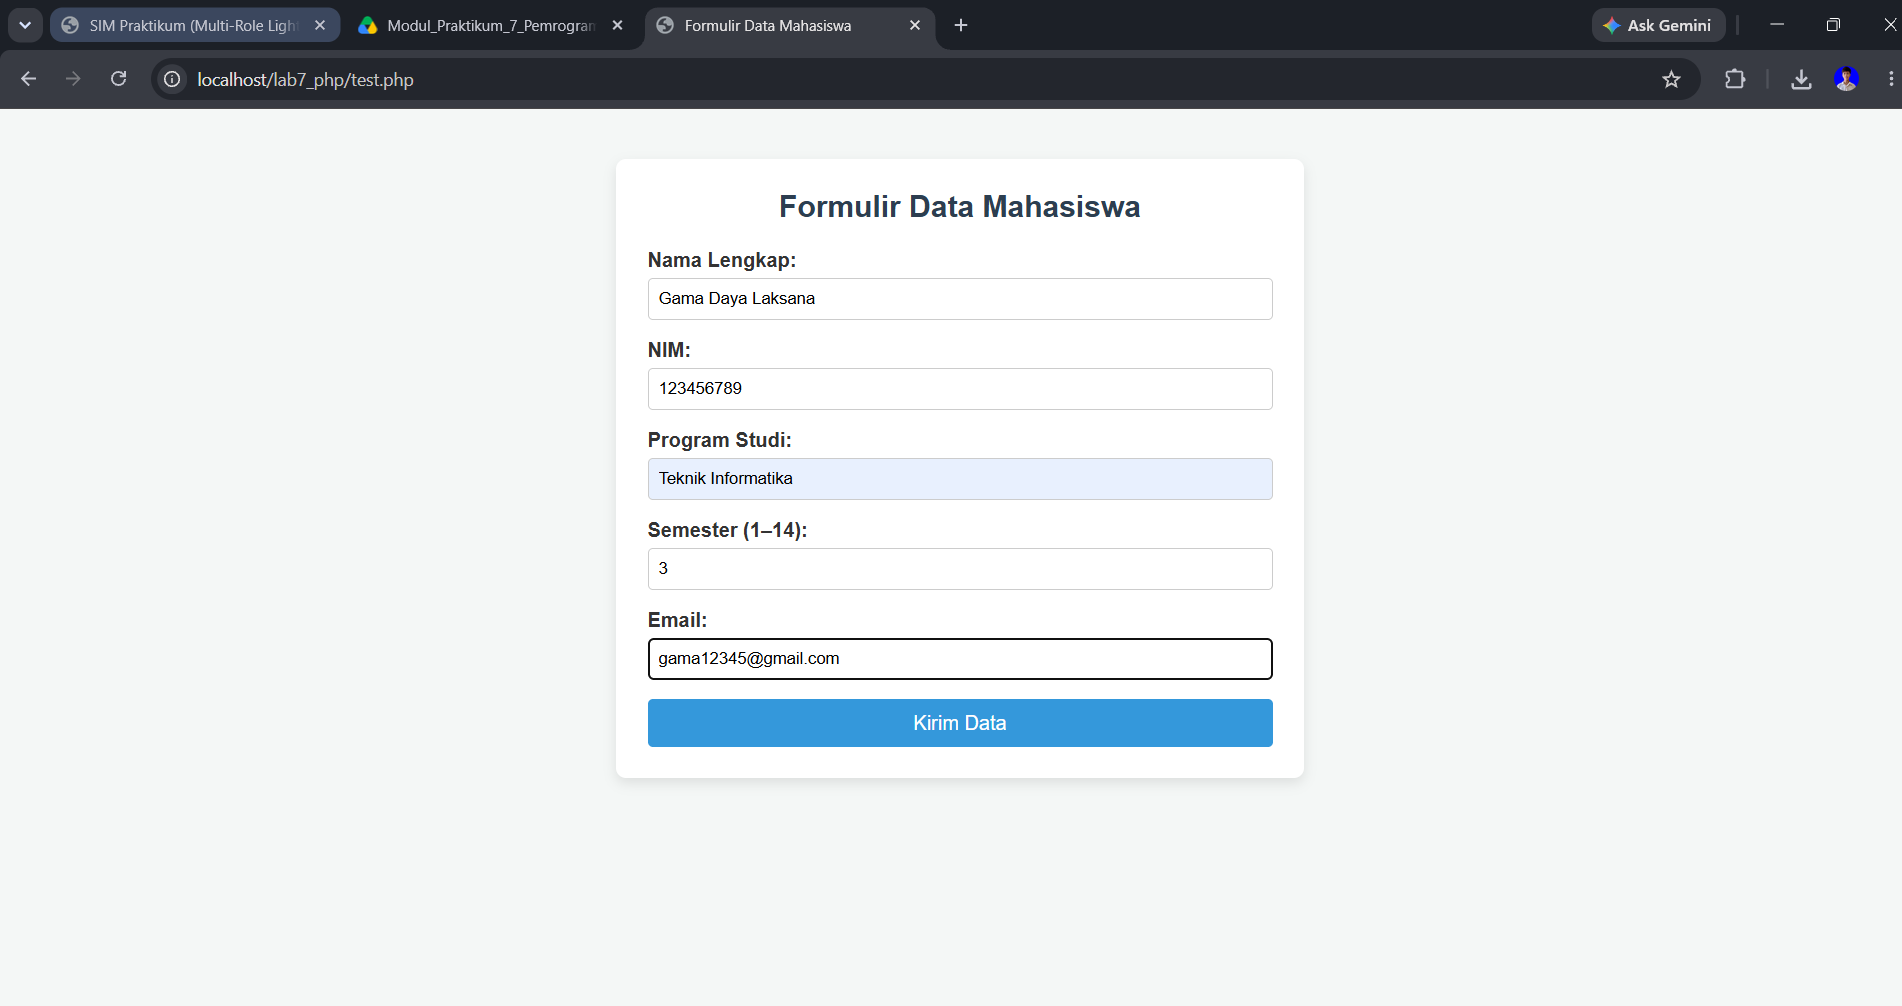 SIM Praktikum (Multi-Role Ligh
Modul_Praktikum_7_Pemrogran
Formulir Data Mahasiswa
Ask Gemini
localhost/lab7_php/test.php
Formulir Data Mahasiswa
Nama Lengkap:
Gama Daya Laksana
NIM:
123456789
Program Studi:
Teknik Informatika
Semester (1–14):
3
Email:
gama12345@gmail.com
Kirim Data